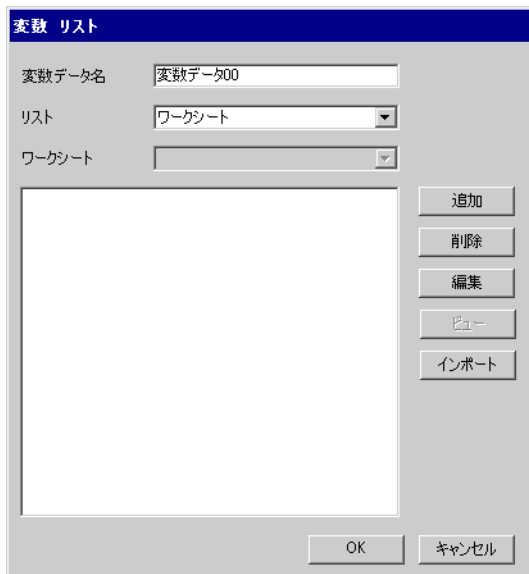 変数 リスト
変数データ名 変数データ00
リスト ワークシート
ワークシート
追加
削除
編集
ビュー
インポート
OK キャンセル